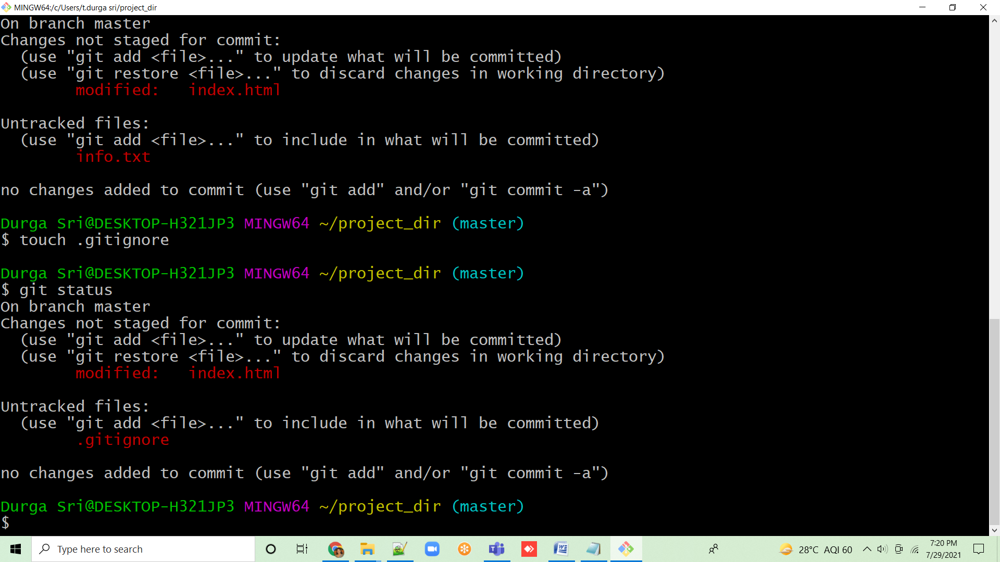 MINGW64:/c/Users/t.durga sri/project_dir
On branch master
Changes not staged for commit:
  (use "git add <file>..." to update what will be committed)
  (use "git restore <file>..." to discard changes in working directory)
        modified:   index.html

Untracked files:
  (use "git add <file>..." to include in what will be committed)
        info.txt

no changes added to commit (use "git add" and/or "git commit -a")

Durga Sri@DESKTOP-H321JP3 MINGW64 ~/project_dir (master)
$ touch .gitignore

Durga Sri@DESKTOP-H321JP3 MINGW64 ~/project_dir (master)
$ git status
On branch master
Changes not staged for commit:
  (use "git add <file>..." to update what will be committed)
  (use "git restore <file>..." to discard changes in working directory)
        modified:   index.html

Untracked files:
  (use "git add <file>..." to include in what will be committed)
        .gitignore

no changes added to commit (use "git add" and/or "git commit -a")

Durga Sri@DESKTOP-H321JP3 MINGW64 ~/project_dir (master)
$
Type here to search
28°C AQI 60
7:20 PM
7/29/2021